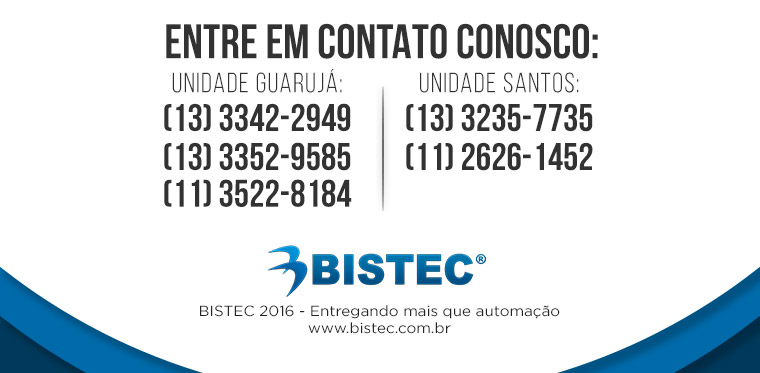 ENTRE EM CONTATO CONOSCO:
UNIDADE GUARUJÁ:
(13) 3342-2949
(13) 3352-9585
(11) 3522-8184
UNIDADE SANTOS:
(13) 3235-7735
(11) 2626-1452
BISTEC®
BISTEC 2016 - Entregando mais que automação
www.bistec.com.br